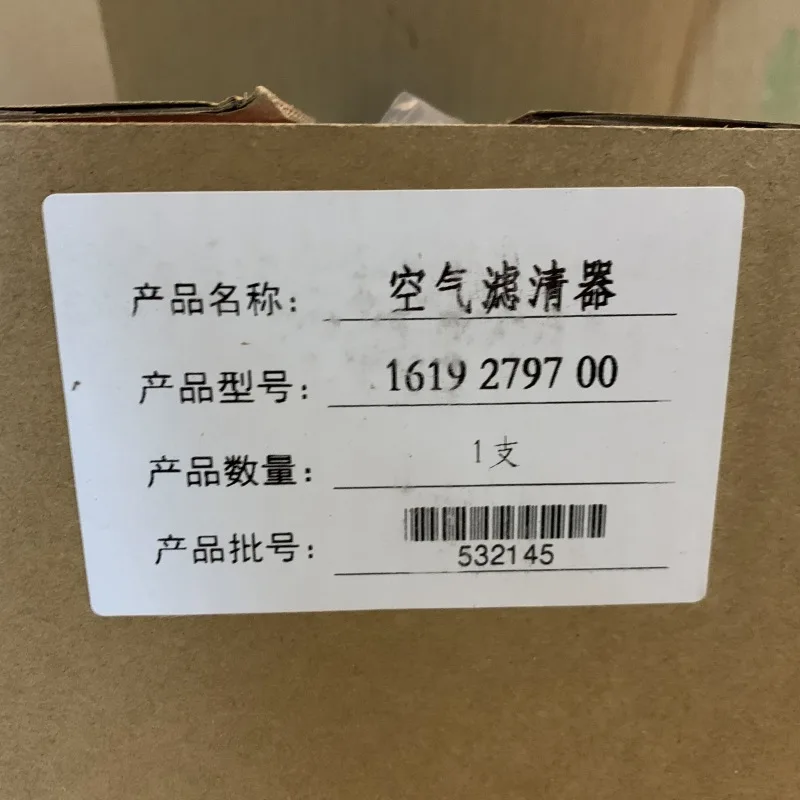 产品名称: 空气滤清器
产品型号: 1619 2797 00
产品数量: 1支
产品批号: 532145